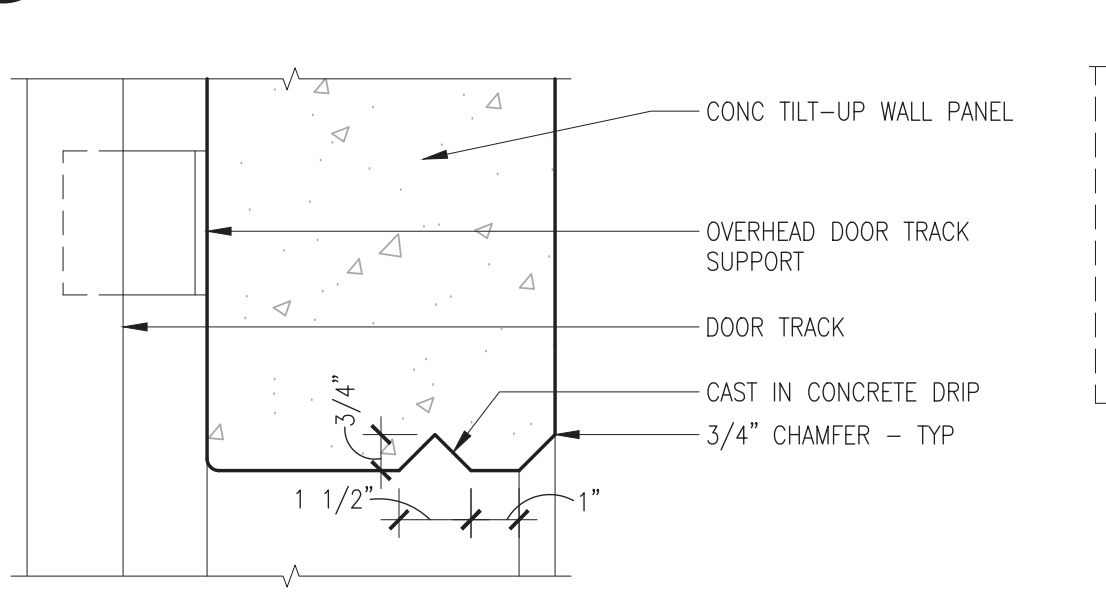 CONC TILT-UP WALL PANEL
OVERHEAD DOOR TRACK
SUPPORT
DOOR TRACK
CAST IN CONCRETE DRIP
3/4" CHAMFER - TYP
3/4"
1 1/2"
1"